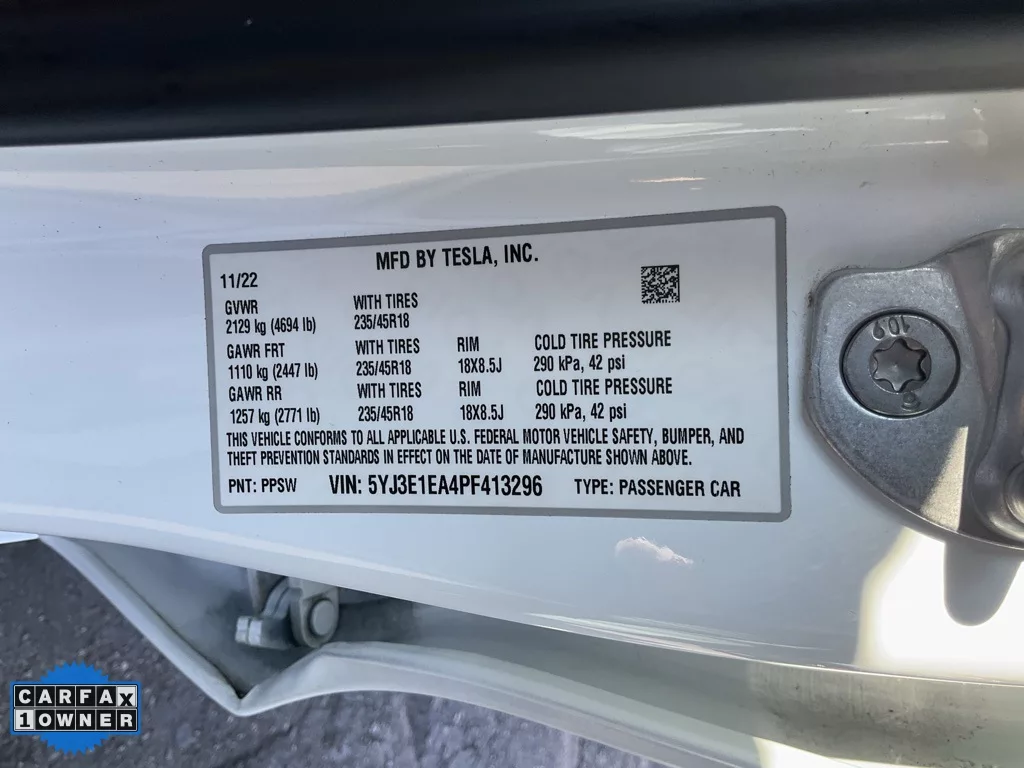 MFD BY TESLA, INC.
11/22
GVWR WITH TIRES
2129 kg (4694 lb) 235/45R18
GAWR FRT WITH TIRES RIM COLD TIRE PRESSURE
1110 kg (2447 lb) 235/45R18 18X8.5J 290 kPa, 42 psi
GAWR RR WITH TIRES RIM COLD TIRE PRESSURE
1257 kg (2771 lb) 235/45R18 18X8.5J 290 kPa, 42 psi
THIS VEHICLE CONFORMS TO ALL APPLICABLE U.S. FEDERAL MOTOR VEHICLE SAFETY, BUMPER, AND
THEFT PREVENTION STANDARDS IN EFFECT ON THE DATE OF MANUFACTURE SHOWN ABOVE.
PNT: PPSW VIN: 5YJ3E1EA4PF413296 TYPE: PASSENGER CAR
109
CARFAX
1 OWNER